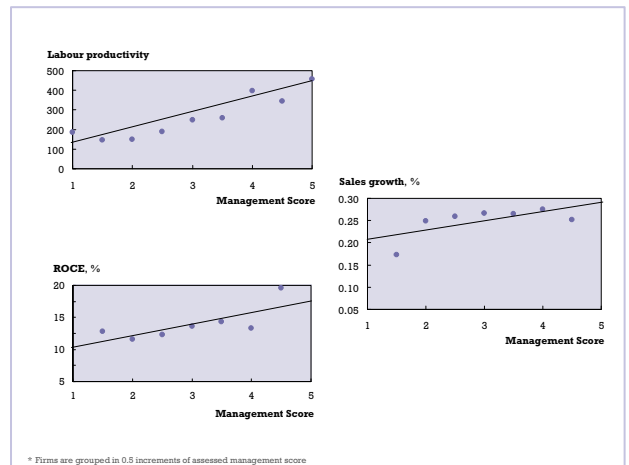 Labour productivity
500
400
300
200
100
0
1 2 3 4 5
Management Score
Sales growth, %
0.30
0.25
0.20
0.15
0.10
0.05
1 2 3 4 5
Management Score
ROCE, %
20
15
10
5
1 2 3 4 5
Management Score
* Firms are grouped in 0.5 increments of assessed management score